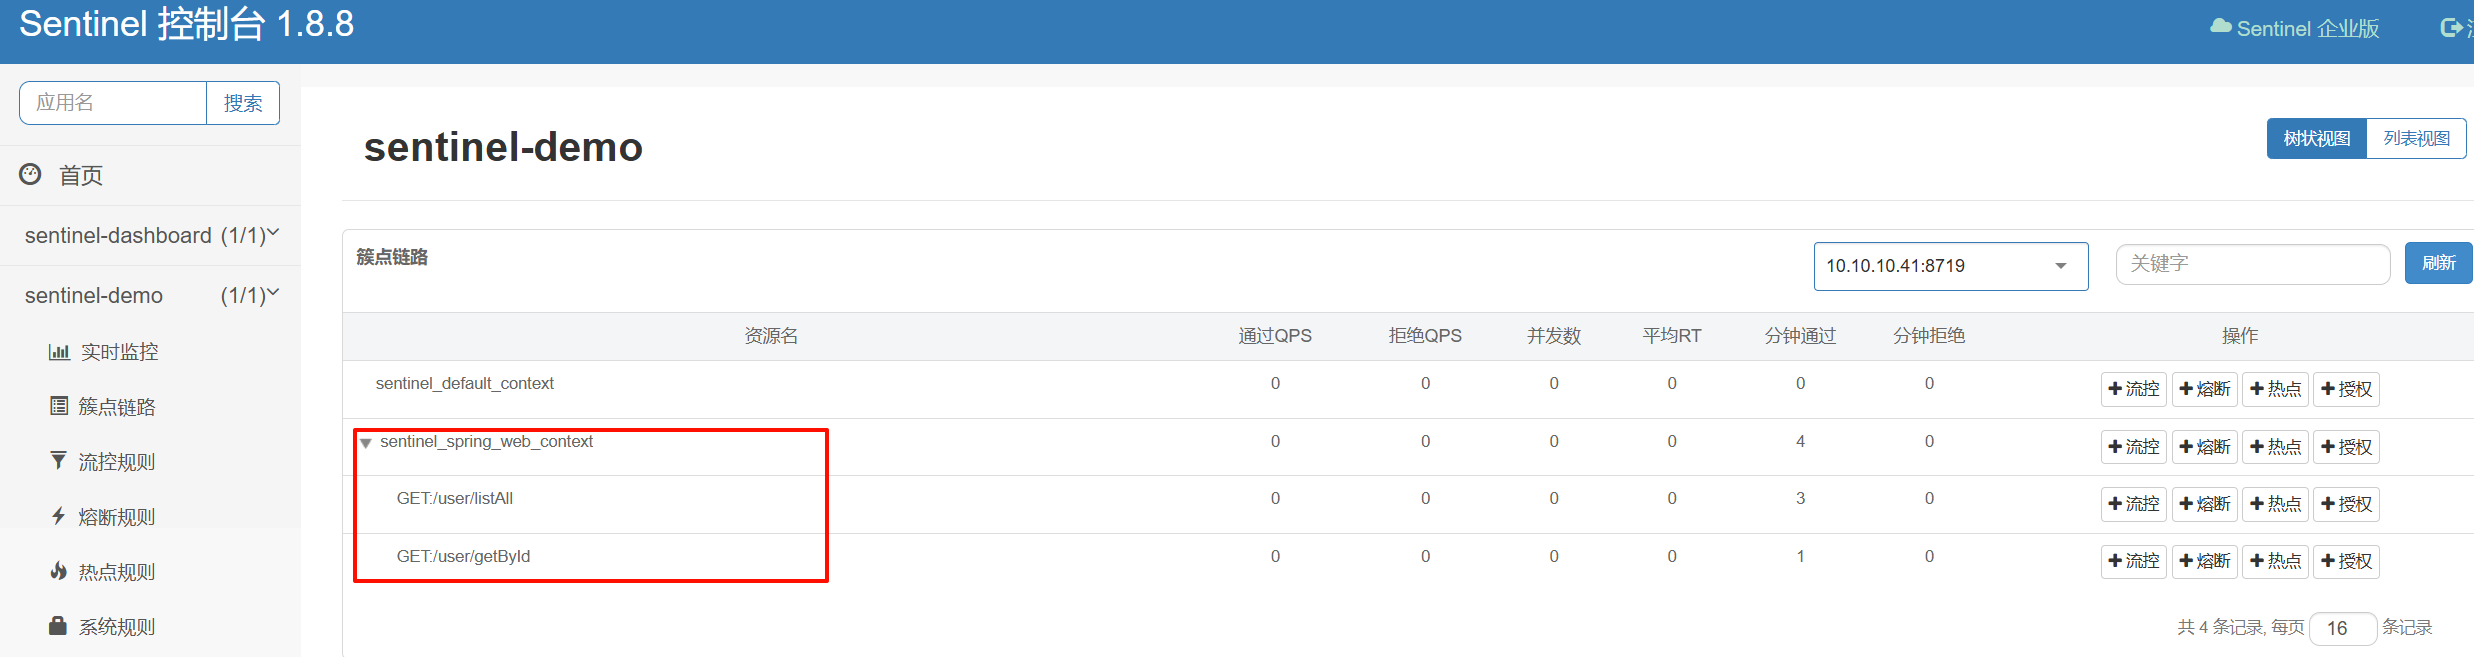 Sentinel 控制台 1.8.8
Sentinel 企业版
应用名 搜索
首页
sentinel-dashboard (1/1)
sentinel-demo (1/1)
实时监控
簇点链路
流控规则
熔断规则
热点规则
系统规则
sentinel-demo
树状视图 列表视图
簇点链路 10.10.10.41:8719 关键字 刷新
资源名 通过QPS 拒绝QPS 并发数 平均RT 分钟通过 分钟拒绝 操作
sentinel_default_context 0 0 0 0 0 0 流控 熔断 热点 授权
sentinel_spring_web_context 0 0 0 0 4 0 流控 熔断 热点 授权
GET:/user/listAll 0 0 0 0 3 0 流控 熔断 热点 授权
GET:/user/getById 0 0 0 0 1 0 流控 熔断 热点 授权
共 4 条记录, 每页 16 条记录